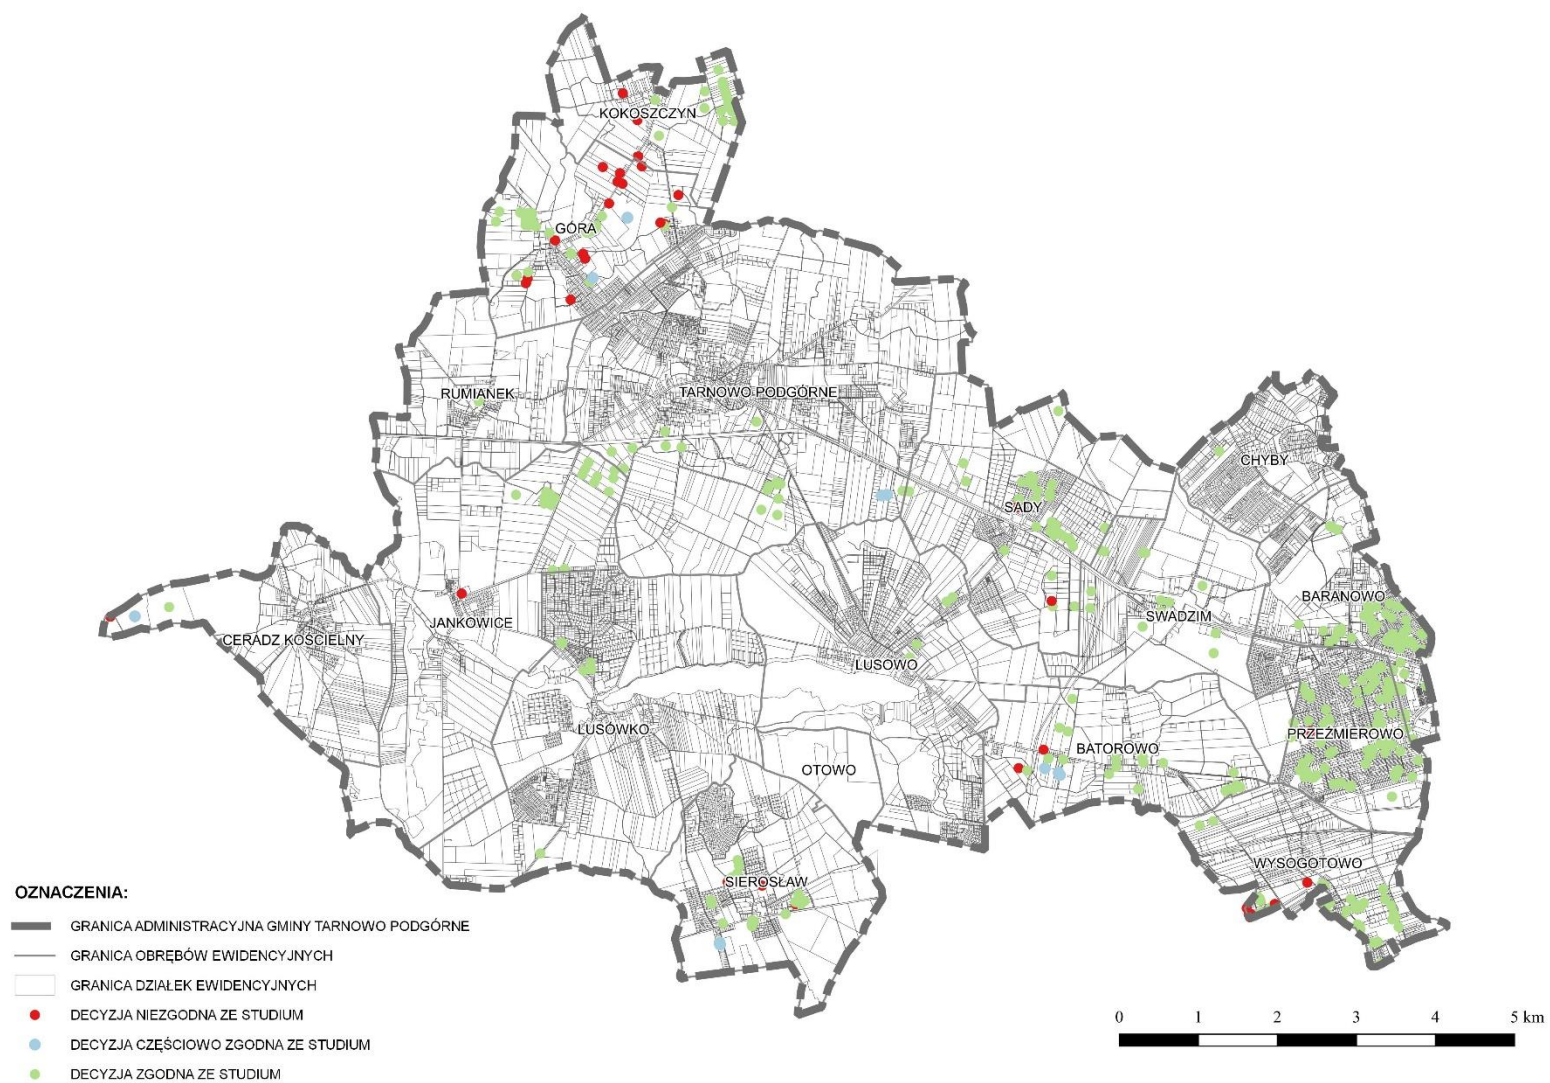 KOKOSZCZYN
GÓRA
RUMIANEK
TARNOWO PODGÓRNE
CHYBY
SADY
BARANOWO
SWADZIM
JANKOWICE
CERADZ KOŚCIELNY
LUSOWO
LUSÓWKO
PRZEŹMIEROWO
BATOROWO
OTOWO
WYSOGOTOWO
SIEROSŁAW
OZNACZENIA:
GRANICA ADMINISTRACYJNA GMINY TARNOWO PODGÓRNE
GRANICA OBRĘBÓW EWIDENCYJNYCH
GRANICA DZIAŁEK EWIDENCYJNYCH
DECYZJA NIEZGODNA ZE STUDIUM
DECYZJA CZĘŚCIOWO ZGODNA ZE STUDIUM
DECYZJA ZGODNA ZE STUDIUM
0 1 2 3 4 5 km